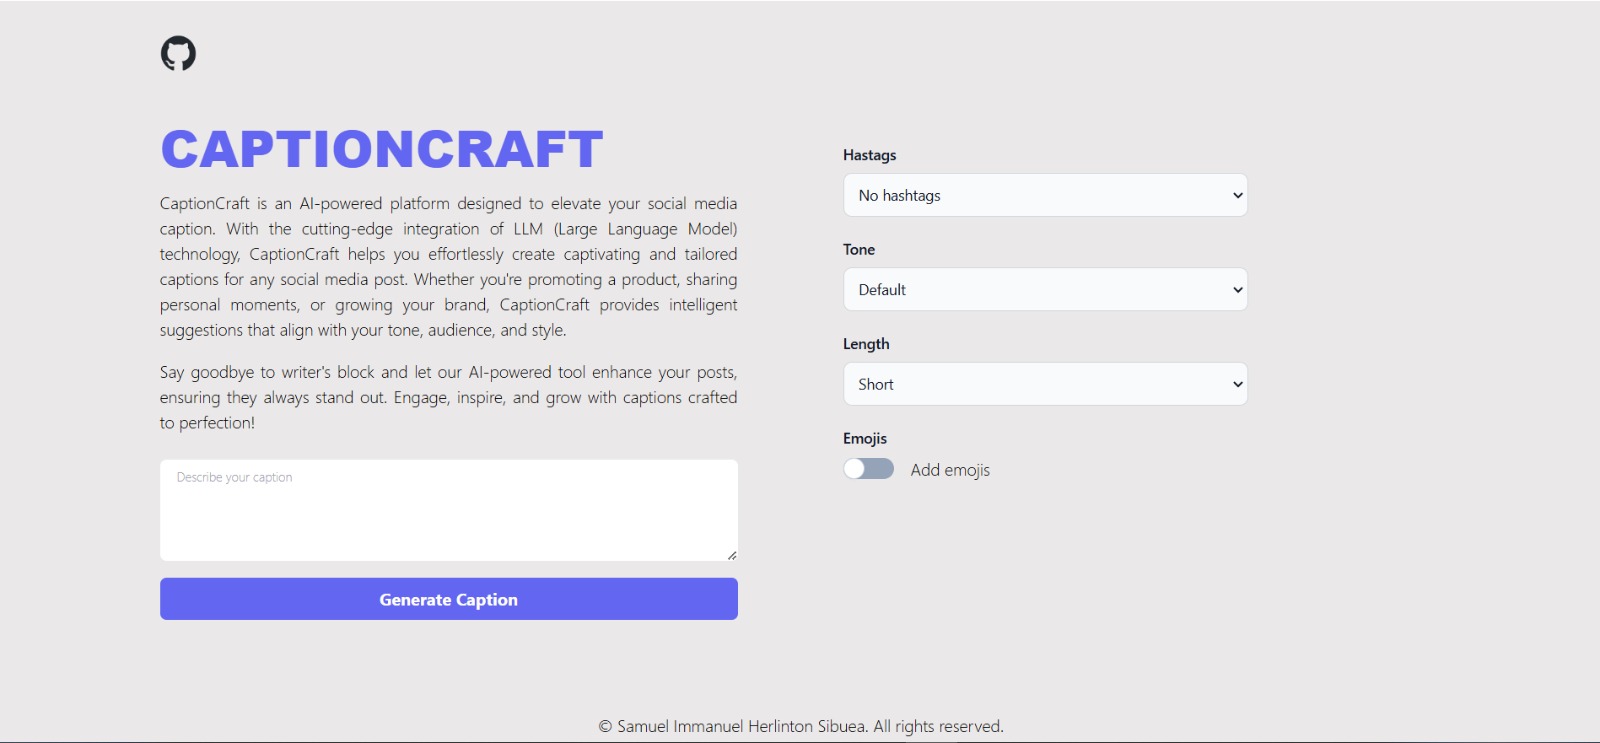 CAPTIONCRAFT
CaptionCraft is an AI-powered platform designed to elevate your social media
caption. With the cutting-edge integration of LLM (Large Language Model)
technology, CaptionCraft helps you effortlessly create captivating and tailored
captions for any social media post. Whether you're promoting a product, sharing
personal moments, or growing your brand, CaptionCraft provides intelligent
suggestions that align with your tone, audience, and style.
Say goodbye to writer's block and let our AI-powered tool enhance your posts,
ensuring they always stand out. Engage, inspire, and grow with captions crafted
to perfection!
Describe your caption
Generate Caption
Hastags
No hashtags
Tone
Default
Length
Short
Emojis
Add emojis
© Samuel Immanuel Herlinton Sibuea. All rights reserved.